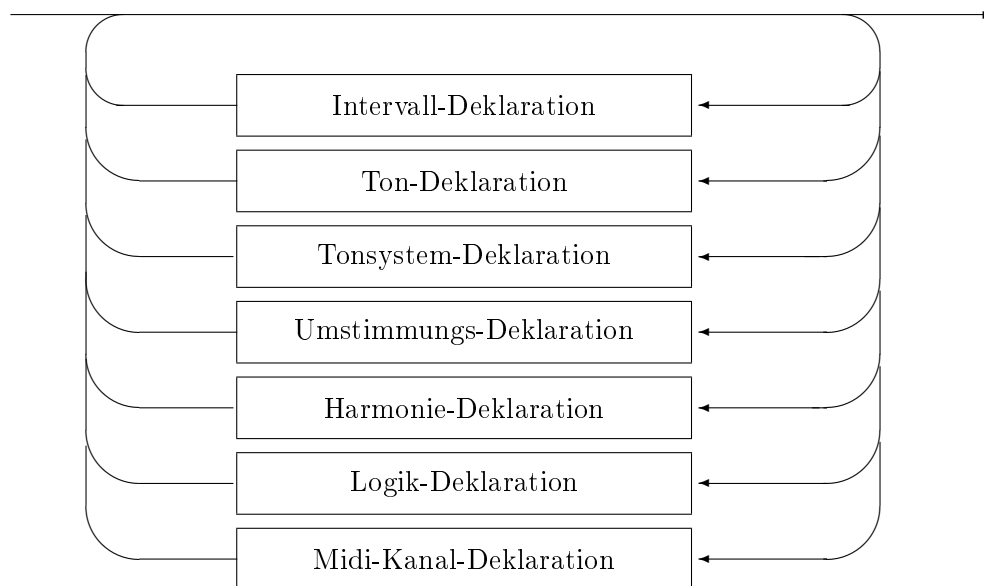 Intervall-Deklaration
Ton-Deklaration
Tonsystem-Deklaration
Umstimmungs-Deklaration
Harmonie-Deklaration
Logik-Deklaration
Midi-Kanal-Deklaration